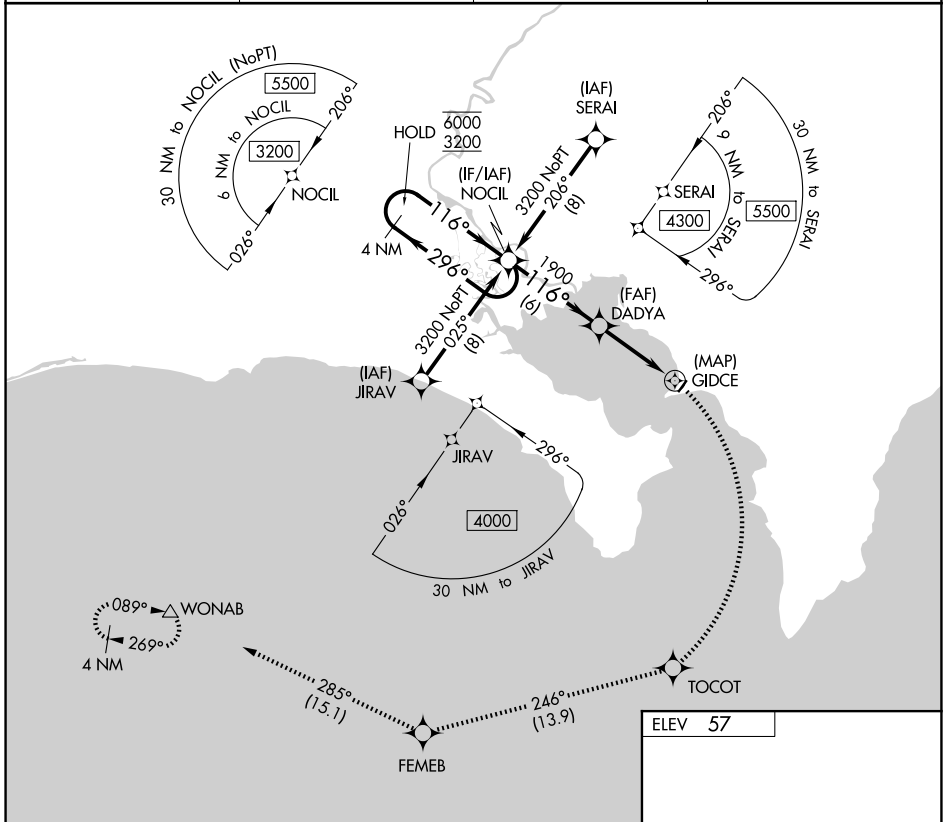 30 NM to NOCIL (NoPT)
5500
6 NM to NOCIL
3200
206°
026°
NOCIL
HOLD 6000
3200
4 NM
116°
296°
(IF/IAF)
NOCIL
(IAF)
SERAI
3200 NoPT
206°
(8)
206°
SERAI
4300
9 NM to SERAI
5500
30 NM to SERAI
296°
1900
116°
(6)
(FAF)
DADYA
(MAP)
GIDCE
3200 NoPT
025°
(8)
(IAF)
JIRAV
JIRAV
296°
026°
4000
30 NM to JIRAV
089°
WONAB
269°
4 NM
285°
(15.1)
246°
(13.9)
TOCOT
FEMEB
ELEV 57